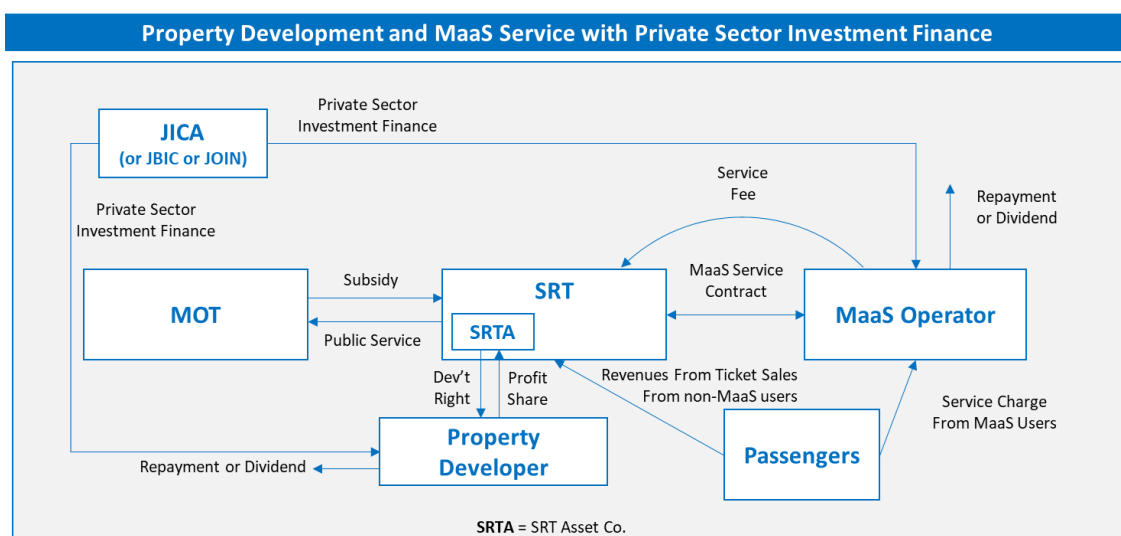 Property Development and MaaS Service with Private Sector Investment Finance
JICA
(or JBIC or JOIN)
Private Sector
Investment Finance
Service
Fee
Repayment
or Dividend
Private Sector
Investment Finance
MOT
Subsidy
Public Service
SRT
SRTA
MaaS Service
Contract
MaaS Operator
Dev't
Right
Profit
Share
Revenues From Ticket Sales
From non-MaaS users
Service Charge
From MaaS Users
Property
Developer
Passengers
Repayment or Dividend
SRTA = SRT Asset Co.